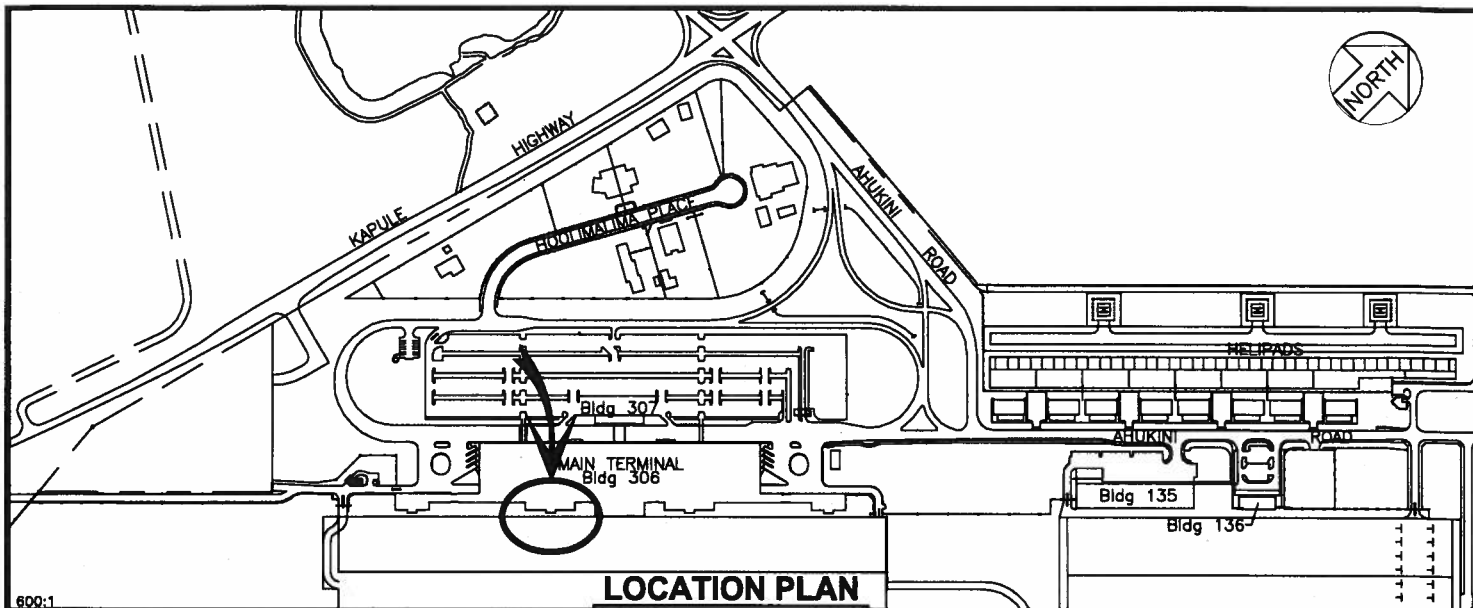 NORTH
HIGHWAY
KAPULE
HOOLIMALIMA PLACE
AHUKINI
ROAD
HELIPADS
Bldg 307
AHUKINI ROAD
MAIN TERMINAL
Bldg 306
Bldg 135
Bldg 136
LOCATION PLAN
600:1